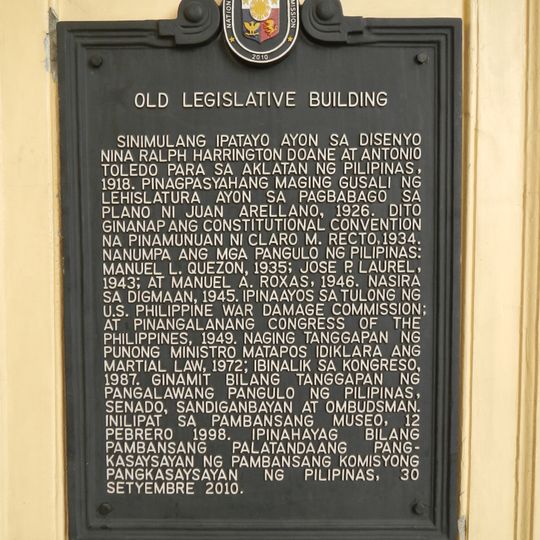 2010
OLD LEGISLATIVE BUILDING
SINIMULANG IPATAYO AYON SA DISENYO
NINA RALPH HARRINGTON DOANE AT ANTONIO
TOLEDO PARA SA AKLATAN NG PILIPINAS,
1918. PINAGPASYAHANG MAGING GUSALI NG
LEHISLATURA AYON SA PAGBABAGO SA
PLANO NI JUAN ARELLANO, 1926. DITO
GINANAP ANG CONSTITUTIONAL CONVENTION
NA PINAMUNUAN NI CLARO M. RECTO,1934.
NANUMPA ANG MGA PANGULO NG PILIPINAS:
MANUEL L. QUEZON, 1935; JOSE P. LAUREL,
1943; AT MANUEL A. ROXAS, 1946. NASIRA
SA DIGMAAN, 1945. IPINAAYOS SA TULONG NG
U.S. PHILIPPINE WAR DAMAGE COMMISSION;
AT PINANGALANANG CONGRESS OF THE
PHILIPPINES, 1949. NAGING TANGGAPAN NG
PUNONG MINISTRO MATAPOS IDIKLARA ANG
MARTIAL LAW, 1972; IBINALIK SA KONGRESO,
1987. GINAMIT BILANG TANGGAPAN NG
PANGALAWANG PANGULO NG PILIPINAS,
SENADO, SANDIGANBAYAN AT OMBUDSMAN.
INILIPAT SA PAMBANSANG MUSEO, 12
PEBRERO 1998. IPINAHAYAG BILANG
PAMBANSANG PALATANDAANG PANG-
KASAYSAYAN NG PAMBANSANG KOMISYONG
PANGKASAYSAYAN NG PILIPINAS, 30
SETYEMBRE 2010.